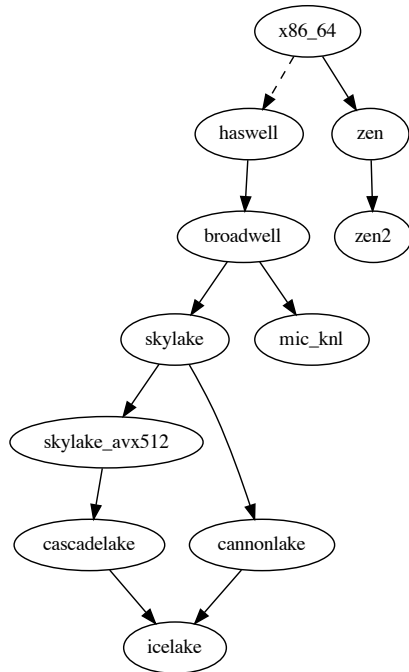 x86_64
haswell
zen
broadwell
zen2
skylake
mic_knl
skylake_avx512
cascadelake
cannonlake
icelake